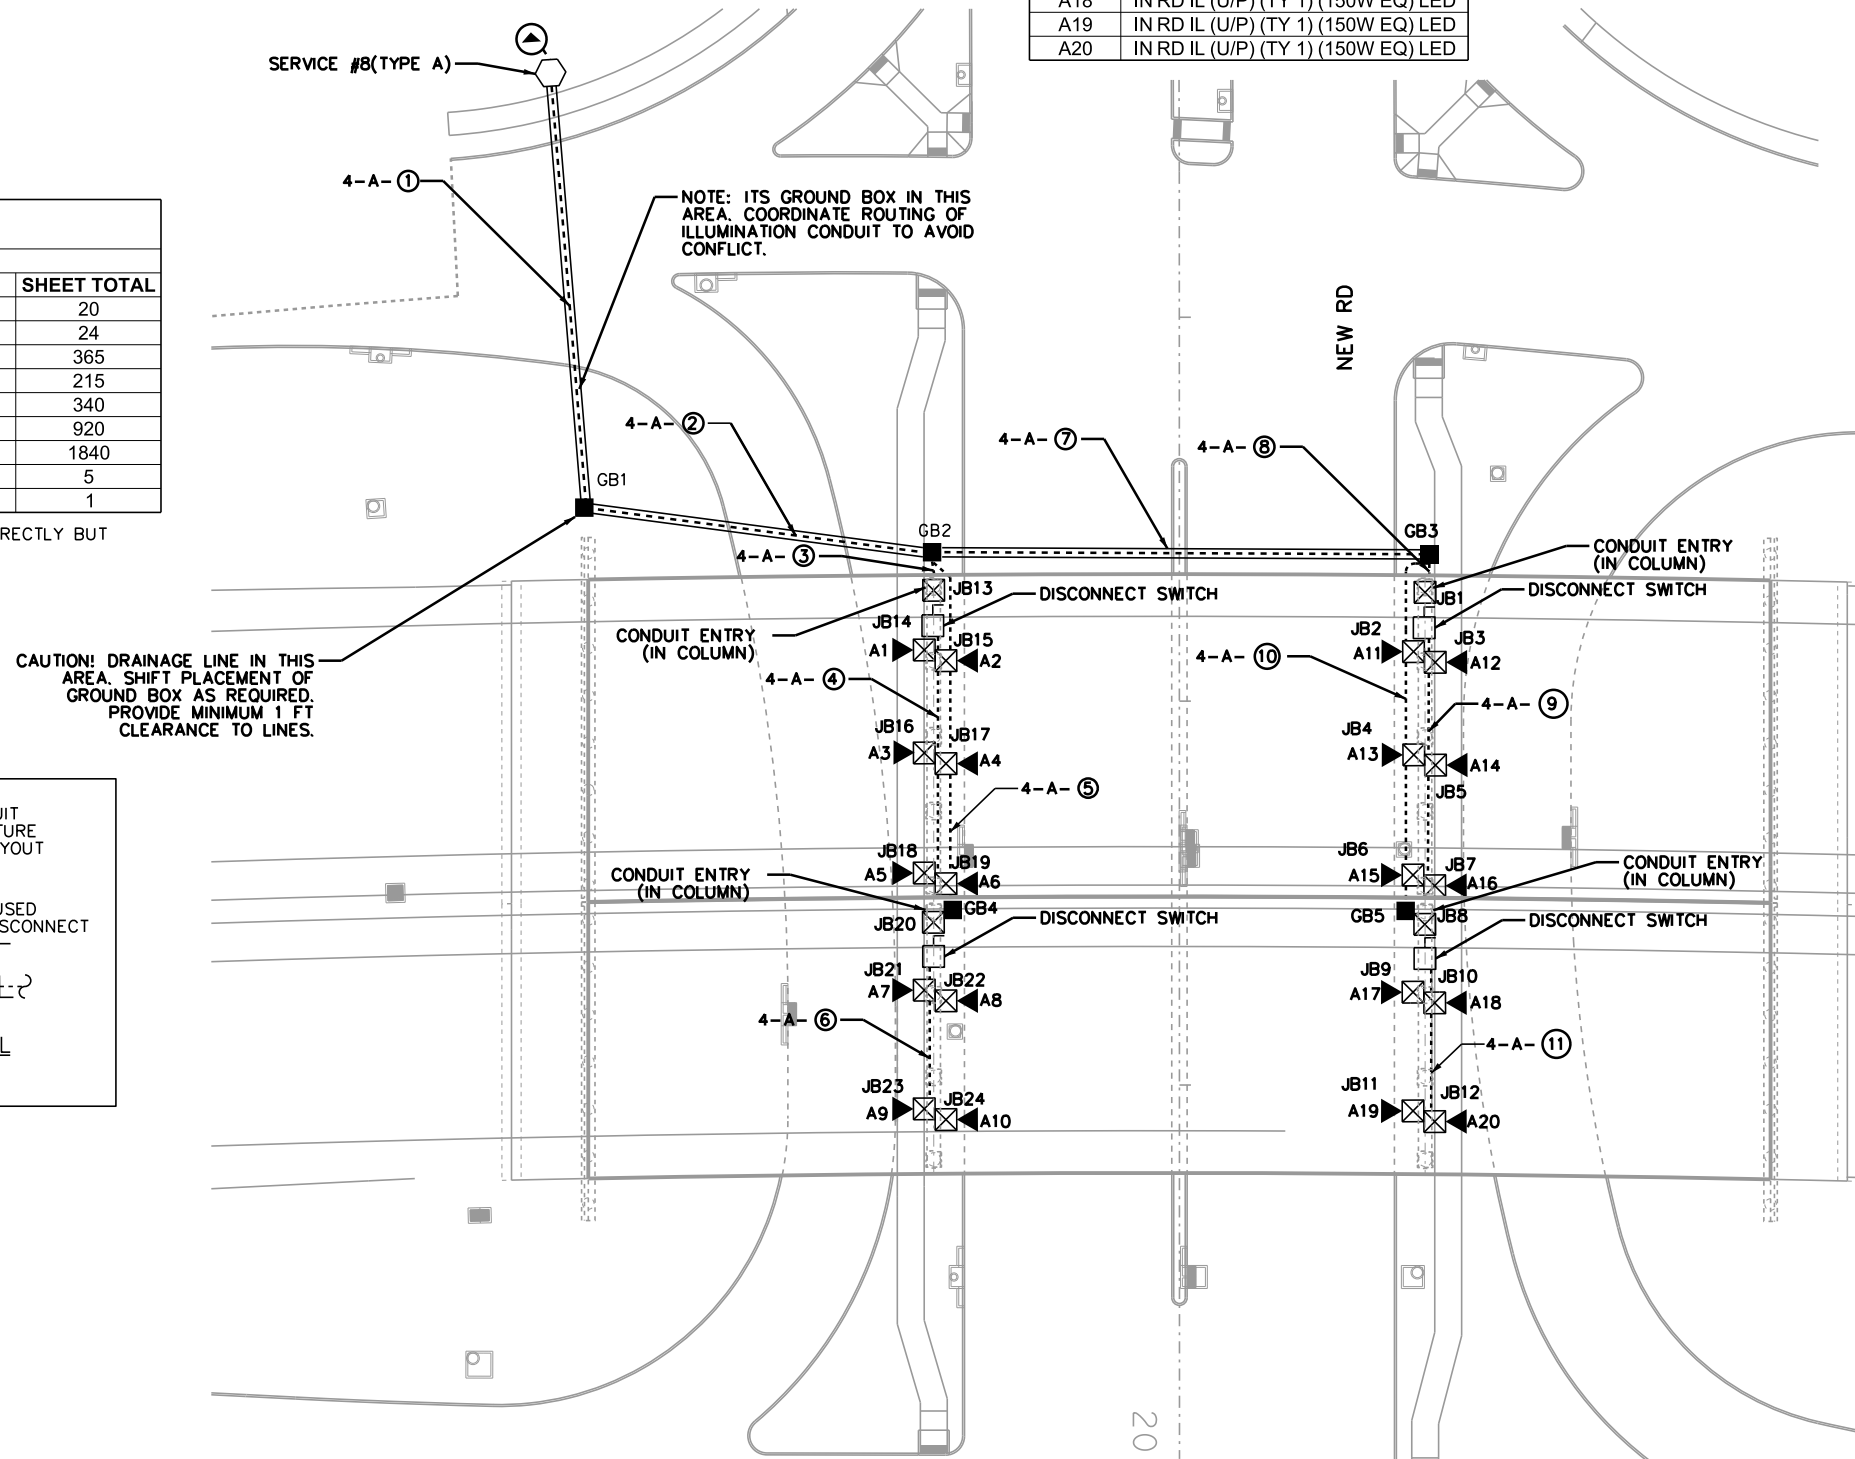 A18 IN RD IL (U/P) (TY 1) (150W EQ) LED
A19 IN RD IL (U/P) (TY 1) (150W EQ) LED
A20 IN RD IL (U/P) (TY 1) (150W EQ) LED
SERVICE #8(TYPE A)
4-A- 1
NOTE: ITS GROUND BOX IN THIS
AREA. COORDINATE ROUTING OF
ILLUMINATION CONDUIT TO AVOID
CONFLICT.
SHEET TOTAL
20
24
365
215
340
920
1840
5
1
RECTLY BUT
NEW RD
4-A- 2
4-A- 7
4-A- 8
GB1
GB2
GB3
4-A- 3
CONDUIT ENTRY
(IN COLUMN)
JB13
DISCONNECT SWITCH
JB1
DISCONNECT SWITCH
JB14
CONDUIT ENTRY
(IN COLUMN)
A1
JB15
A2
JB2
A11
JB3
A12
4-A- 10
CAUTION! DRAINAGE LINE IN THIS
AREA. SHIFT PLACEMENT OF
GROUND BOX AS REQUIRED.
PROVIDE MINIMUM 1 FT
CLEARANCE TO LINES.
4-A- 4
4-A- 9
JB16
A3
JB17
A4
JB4
A13
A14
JB5
4-A- 5
UIT
TURE
YOUT
USED
SCONNECT
L
JB18
A5
JB19
A6
JB6
A15
JB7
A16
CONDUIT ENTRY
(IN COLUMN)
CONDUIT ENTRY
(IN COLUMN)
GB4
JB20
DISCONNECT SWITCH
GB5
JB8
DISCONNECT SWITCH
JB21
A7
JB22
A8
JB9
A17
JB10
A18
4-A- 6
4-A- 11
JB23
A9
JB24
A10
JB11
A19
JB12
A20
20